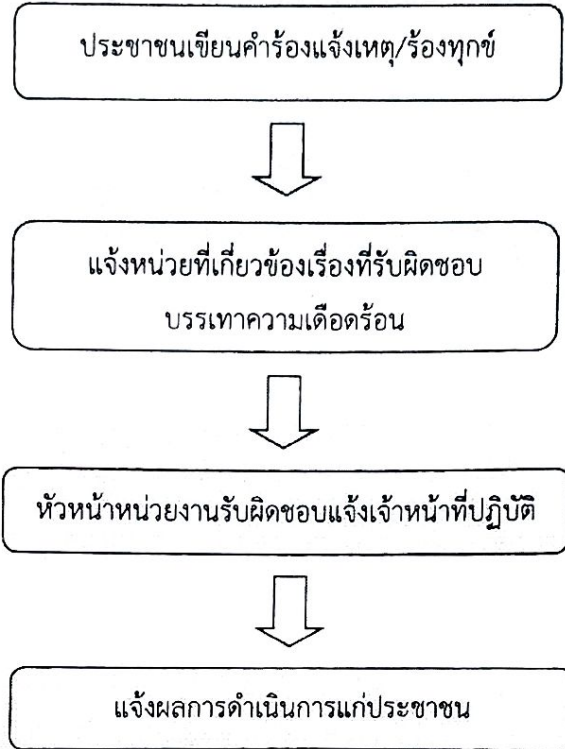 ประชาชนเขียนคำร้องแจ้งเหตุ/ร้องทุกข์
แจ้งหน่วยที่เกี่ยวข้องเรื่องที่รับผิดชอบ
บรรเทาความเดือดร้อน
หัวหน้าหน่วยงานรับผิดชอบแจ้งเจ้าหน้าที่ปฏิบัติ
แจ้งผลการดำเนินการแก่ประชาชน